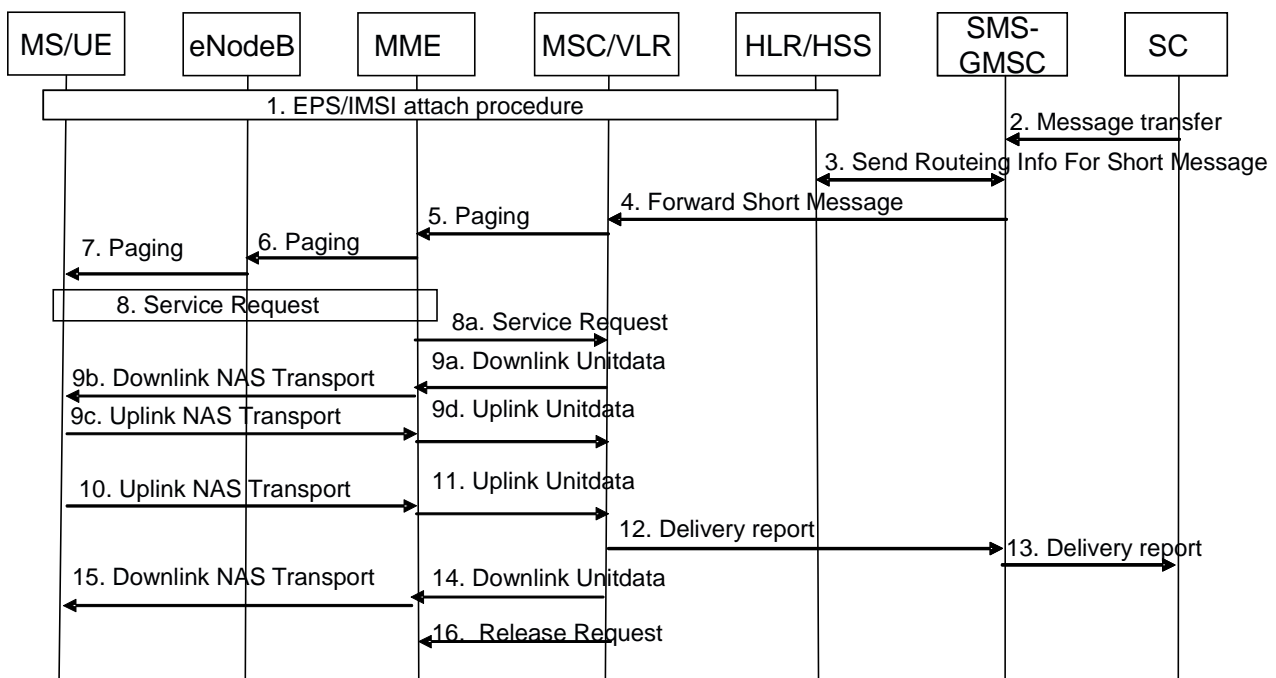 MS/UE
eNodeB
MME
MSC/VLR
HLR/HSS
SMS-
GMSC
SC
1. EPS/IMSI attach procedure
2. Message transfer
3. Send Routeing Info For Short Message
4. Forward Short Message
5. Paging
6. Paging
7. Paging
8. Service Request
8a. Service Request
9a. Downlink Unitdata
9b. Downlink NAS Transport
9c. Uplink NAS Transport
9d. Uplink Unitdata
10. Uplink NAS Transport
11. Uplink Unitdata
12. Delivery report
13. Delivery report
15. Downlink NAS Transport
14. Downlink Unitdata
16. Release Request